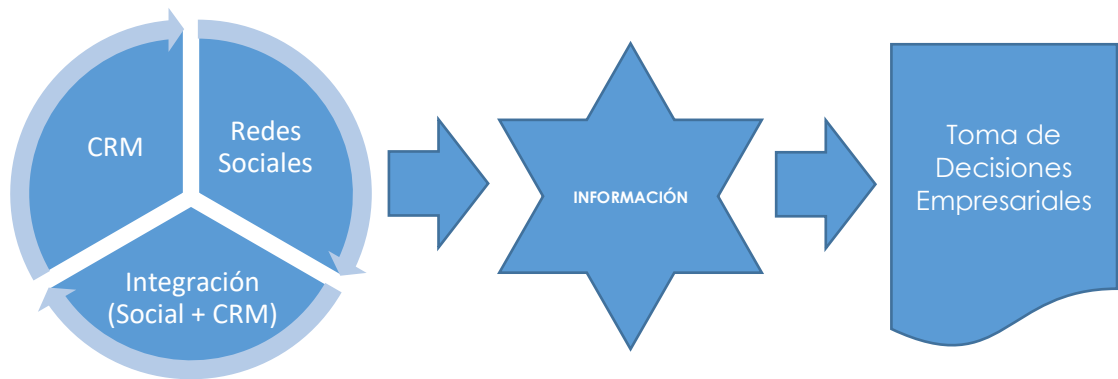 CRM
Redes
Sociales
Integración
(Social + CRM)
INFORMACIÓN
Toma de
Decisiones
Empresariales